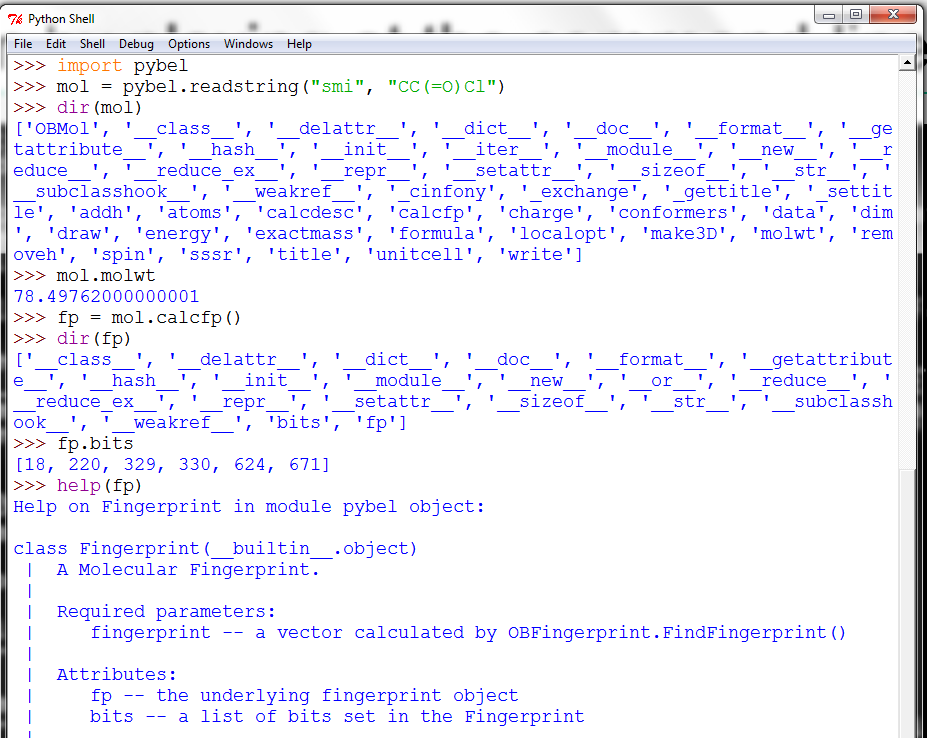 Python Shell
File Edit Shell Debug Options Windows Help
>>> import pybel
>>> mol = pybel.readstring("smi", "CC(=O)Cl")
>>> dir(mol)
['OBMol', '__class__', '__delattr__', '__dict__', '__doc__', '__format__', '__ge
tattribute__', '__hash__', '__init__', '__iter__', '__module__', '__new__', '__r
educe__', '__reduce_ex__', '__repr__', '__setattr__', '__sizeof__', '__str__', '
__subclasshook__', '__weakref__', '_cinfony', '_exchange', '_gettitle', '_settit
le', 'addh', 'atoms', 'calcdesc', 'calcfp', 'charge', 'conformers', 'data', 'dim
', 'draw', 'energy', 'exactmass', 'formula', 'localopt', 'make3D', 'molwt', 'rem
oveh', 'spin', 'sssr', 'title', 'unitcell', 'write']
>>> mol.molwt
78.49762000000001
>>> fp = mol.calcfp()
>>> dir(fp)
['__class__', '__delattr__', '__dict__', '__doc__', '__format__', '__getattribut
e__', '__hash__', '__init__', '__module__', '__new__', '__or__', '__reduce__', '
__reduce_ex__', '__repr__', '__setattr__', '__sizeof__', '__str__', '__subclassh
ook__', '__weakref__', 'bits', 'fp']
>>> fp.bits
[18, 220, 329, 330, 624, 671]
>>> help(fp)
Help on Fingerprint in module pybel object:
class Fingerprint(__builtin__.object)
 |  A Molecular Fingerprint.
 |
 |  Required parameters:
 |     fingerprint -- a vector calculated by OBFingerprint.FindFingerprint()
 |
 |  Attributes:
 |     fp -- the underlying fingerprint object
 |     bits -- a list of bits set in the Fingerprint
 |